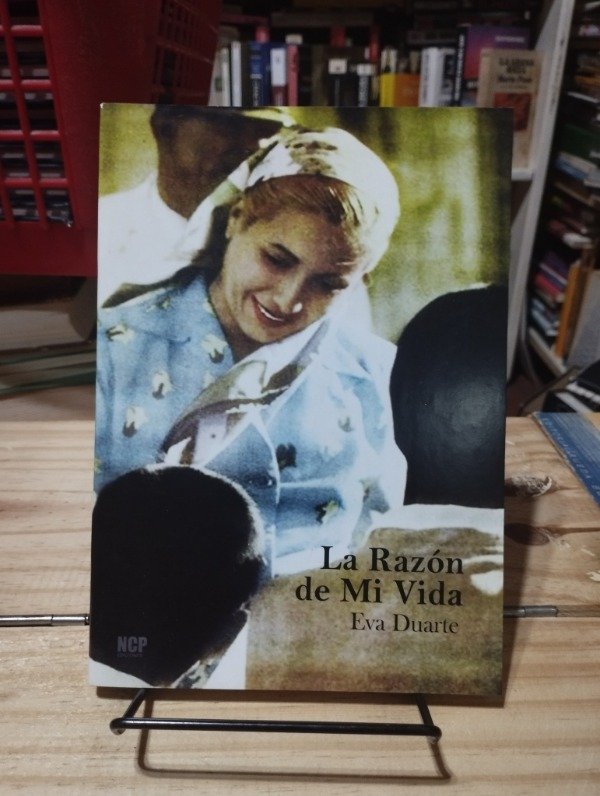 La Razón
de Mi Vida
Eva Duarte
NCP